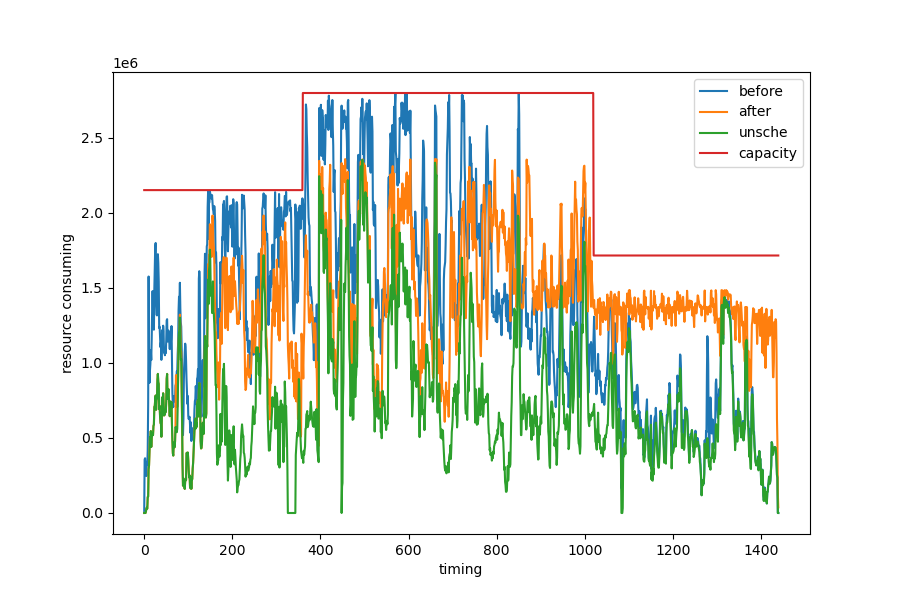 1e6
before
after
unsche
capacity
2.5
2.0
1.5
1.0
0.5
0.0
resource consuming
0 200 400 600 800 1000 1200 1400
timing